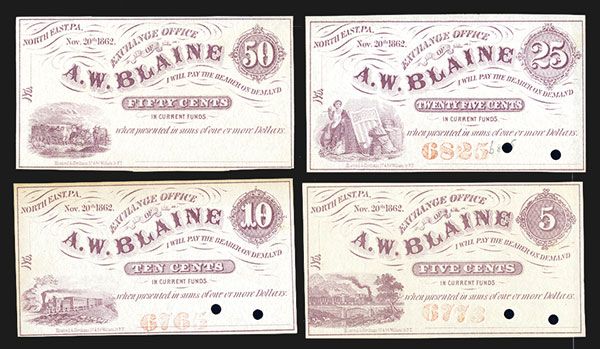 NORTH EAST, PA.
Nov. 20th 1862.
EXCHANGE OFFICE
OF
50
A.W. BLAINE
I WILL PAY THE BEARER ON DEMAND
No.
FIFTY CENTS
IN CURRENT FUNDS
when presented in sums of one or more Dollars.
NORTH EAST, PA.
Nov. 20th 1862.
EXCHANGE OFFICE
OF
25
A.W. BLAINE
I WILL PAY THE BEARER ON DEMAND
No.
TWENTY FIVE CENTS
IN CURRENT FUNDS
when presented in sums of one or more Dollars.
6825
NORTH EAST, PA.
Nov. 20th 1862.
EXCHANGE OFFICE
OF
10
A.W. BLAINE
I WILL PAY THE BEARER ON DEMAND
No.
TEN CENTS
IN CURRENT FUNDS
when presented in sums of one or more Dollars.
NORTH EAST, PA.
Nov. 20th 1862.
EXCHANGE OFFICE
OF
5
A.W. BLAINE
I WILL PAY THE BEARER ON DEMAND
No.
FIVE CENTS
IN CURRENT FUNDS
when presented in sums of one or more Dollars.